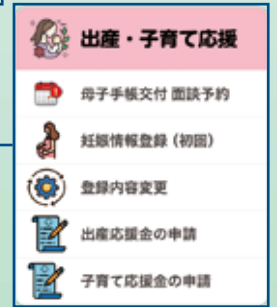 出産・子育て応援
母子手帳交付 面談予約
妊娠情報登録（初回）
登録内容変更
出産応援金の申請
子育て応援金の申請